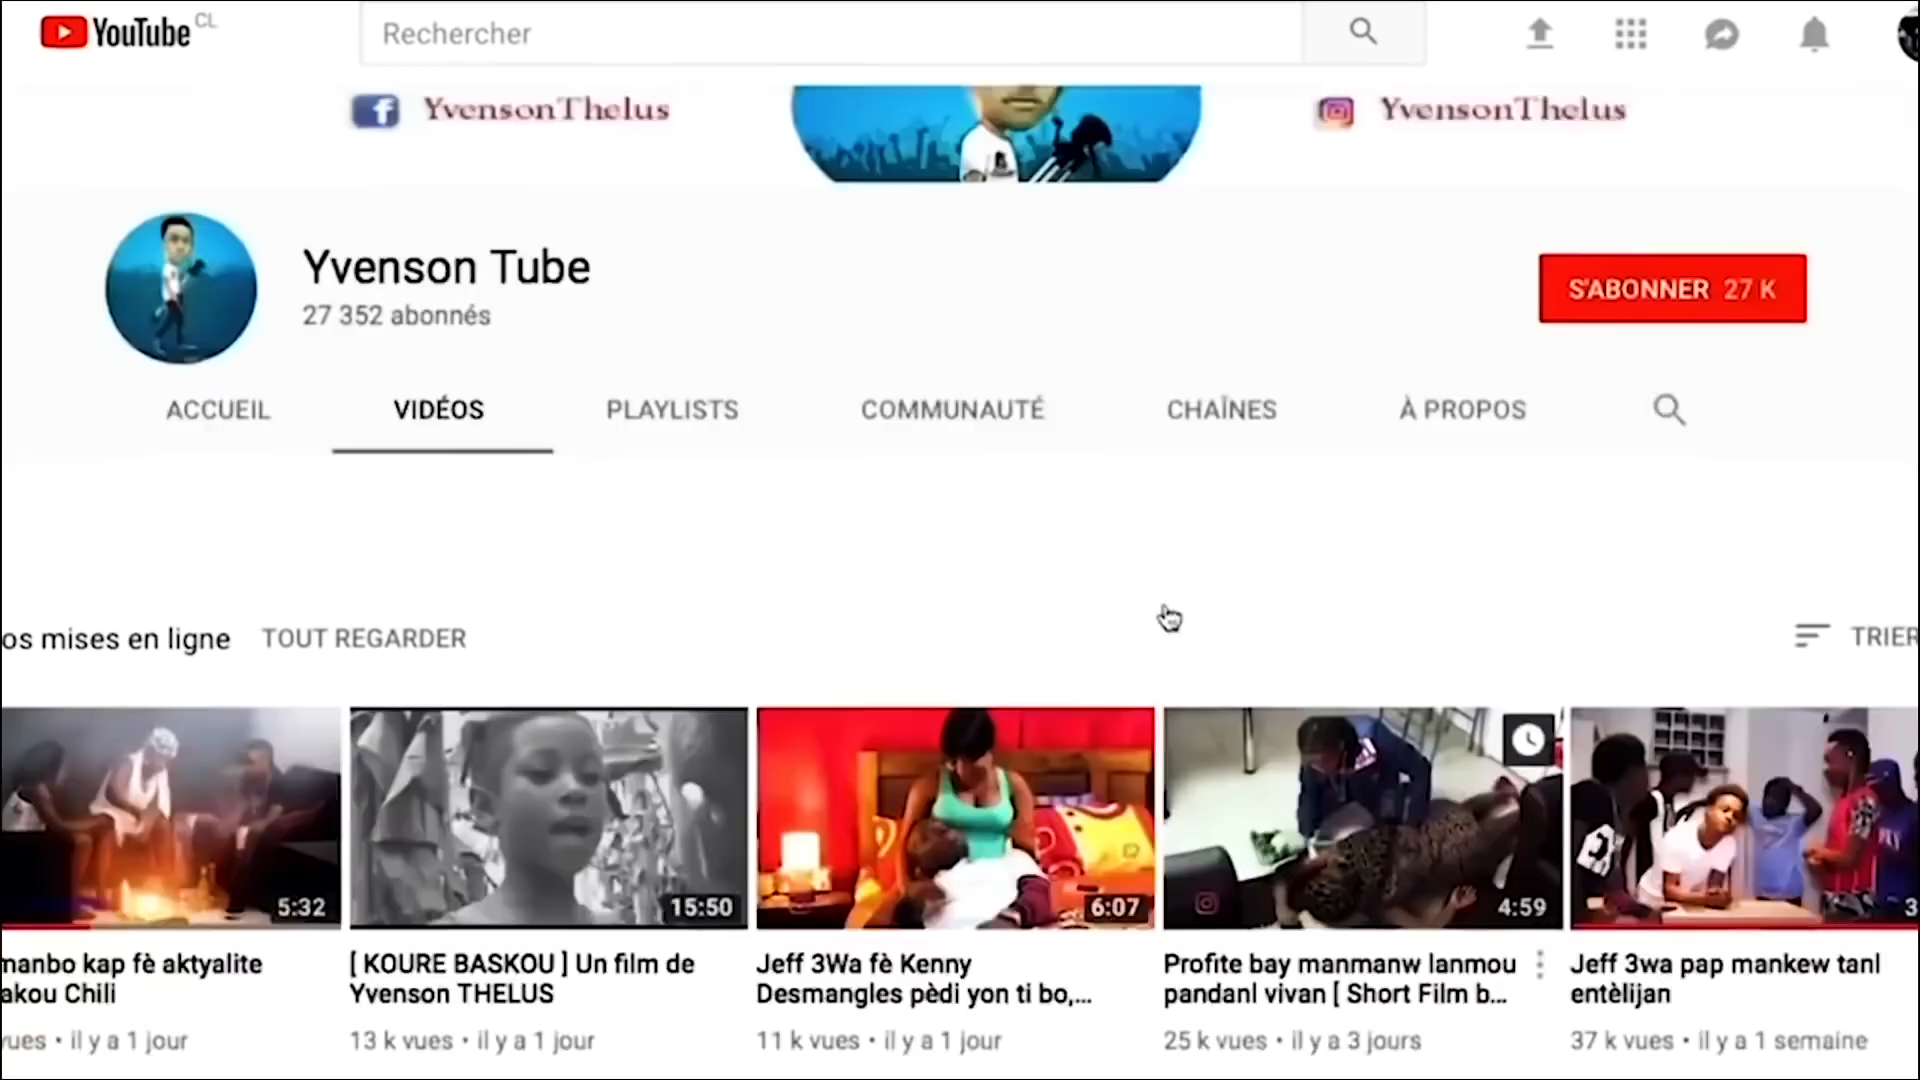 YouTube CL
Rechercher
YvensonThelus
YvensonThelus
Yvenson Tube
27 352 abonnés
S'ABONNER 27 K
ACCUEIL
VIDÉOS
PLAYLISTS
COMMUNAUTÉ
CHAÎNES
À PROPOS
os mises en ligne
TOUT REGARDER
TRIER
5:32
15:50
6:07
4:59
3
manbo kap fè aktyalite
akou Chili
vues • il y a 1 jour
[ KOURE BASKOU ] Un film de
Yvenson THELUS
13 k vues • il y a 1 jour
Jeff 3Wa fè Kenny
Desmangles pèdi yon ti bo,...
11 k vues • il y a 1 jour
Profite bay manmanw lanmou
pandanl vivan [ Short Film b...
25 k vues • il y a 3 jours
Jeff 3wa pap mankew tanl
entèlijan
37 k vues • il y a 1 semaine